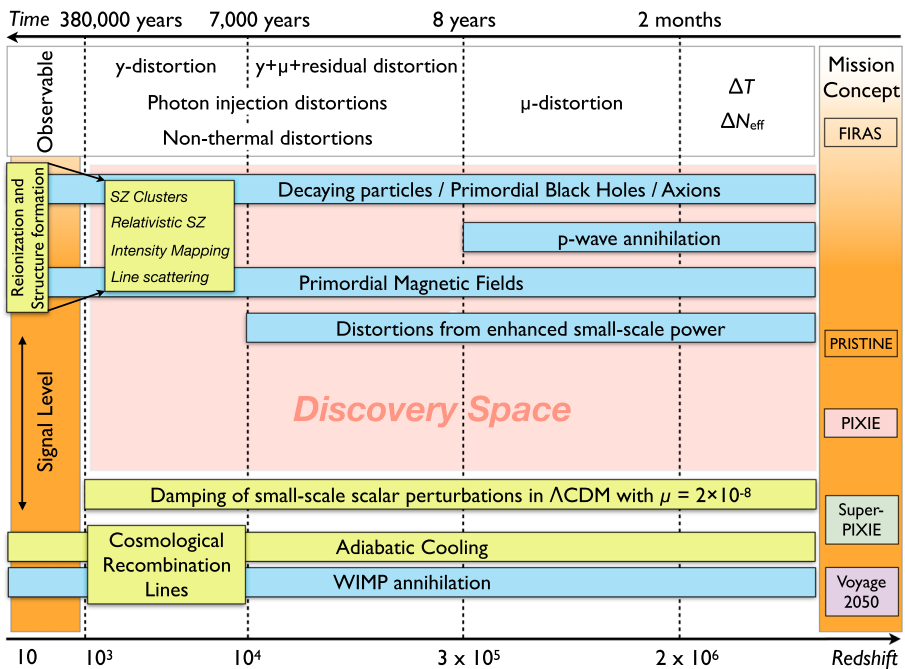 Time 380,000 years 7,000 years 8 years 2 months
Observable
y-distortion
y+μ+residual distortion
Photon injection distortions
Non-thermal distortions
μ-distortion
ΔT
ΔNeff
Mission
Concept
FIRAS
Reionization and
Structure formation
SZ Clusters
Relativistic SZ
Intensity Mapping
Line scattering
Decaying particles / Primordial Black Holes / Axions
p-wave annihilation
Primordial Magnetic Fields
Distortions from enhanced small-scale power
PRISTINE
Signal Level
Discovery Space
PIXIE
Damping of small-scale scalar perturbations in ΛCDM with μ = 2×10-8
Super-
PIXIE
Cosmological
Recombination
Lines
Adiabatic Cooling
WIMP annihilation
Voyage
2050
10 10³ 10⁴ 3 x 10⁵ 2 x 10⁶ Redshift